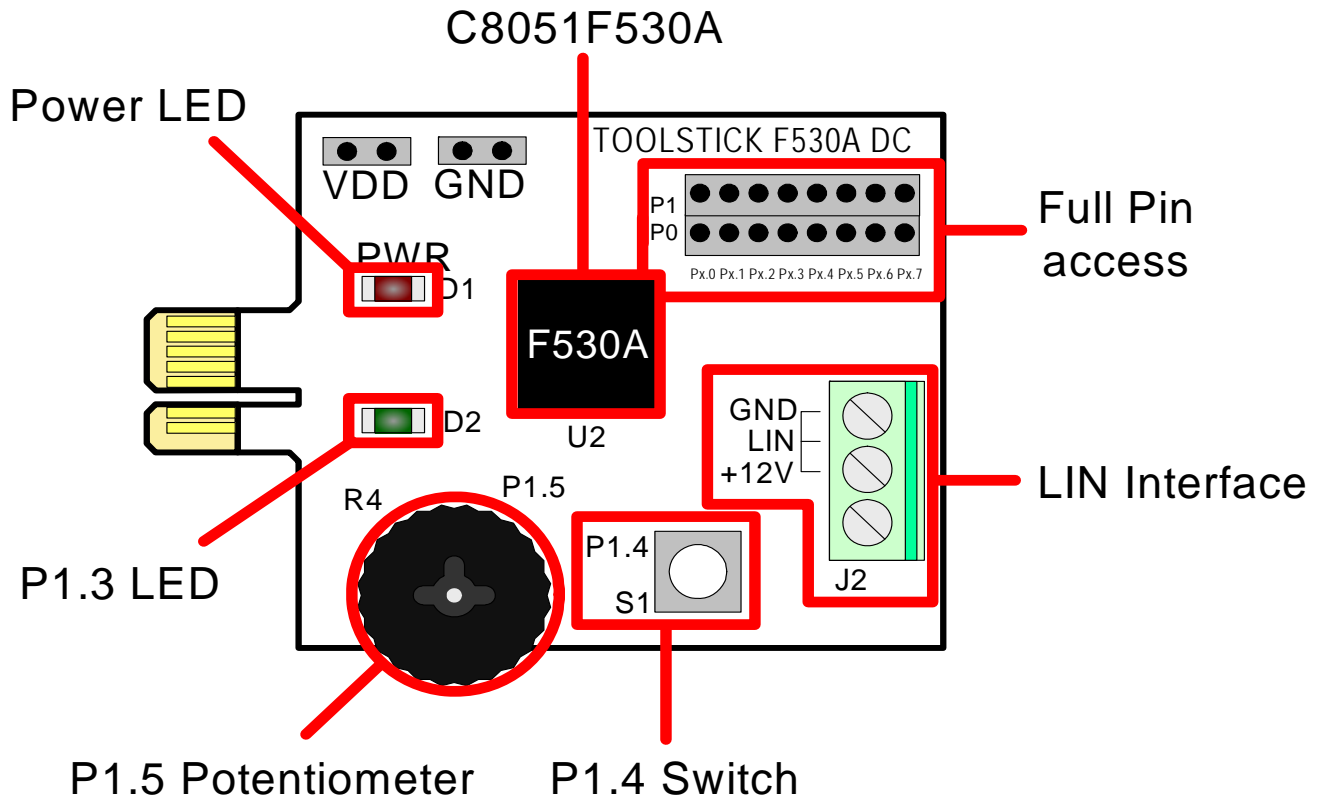 C8051F530A
Power LED
TOOLSTICK F530A DC
VDD GND
P1
P0
Px.0 Px.1 Px.2 Px.3 Px.4 Px.5 Px.6 Px.7
Full Pin
access
PWR
D1
F530A
U2
D2
GND
LIN
+12V
J2
LIN Interface
R4
P1.5
P1.4
S1
P1.3 LED
P1.5 Potentiometer
P1.4 Switch